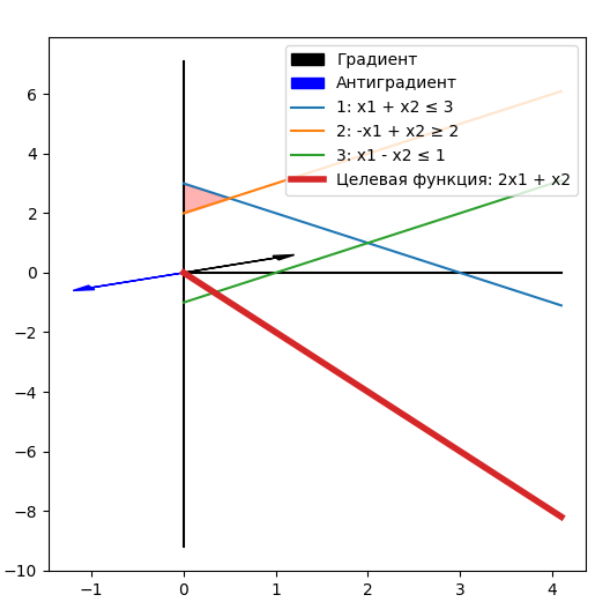 Градиент
Антиградиент
1: x1 + x2 ≤ 3
2: -x1 + x2 ≥ 2
3: x1 - x2 ≤ 1
Целевая функция: 2x1 + x2
6
4
2
0
−2
−4
−6
−8
−10
−1 0 1 2 3 4